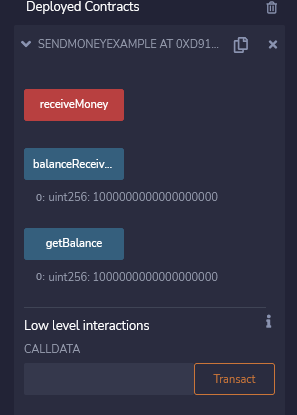 Deployed Contracts
SENDMONEYEXAMPLE AT 0XD91...
receiveMoney
balanceReceiv...
0: uint256: 1000000000000000000
getBalance
0: uint256: 1000000000000000000
Low level interactions
CALLDATA
Transact